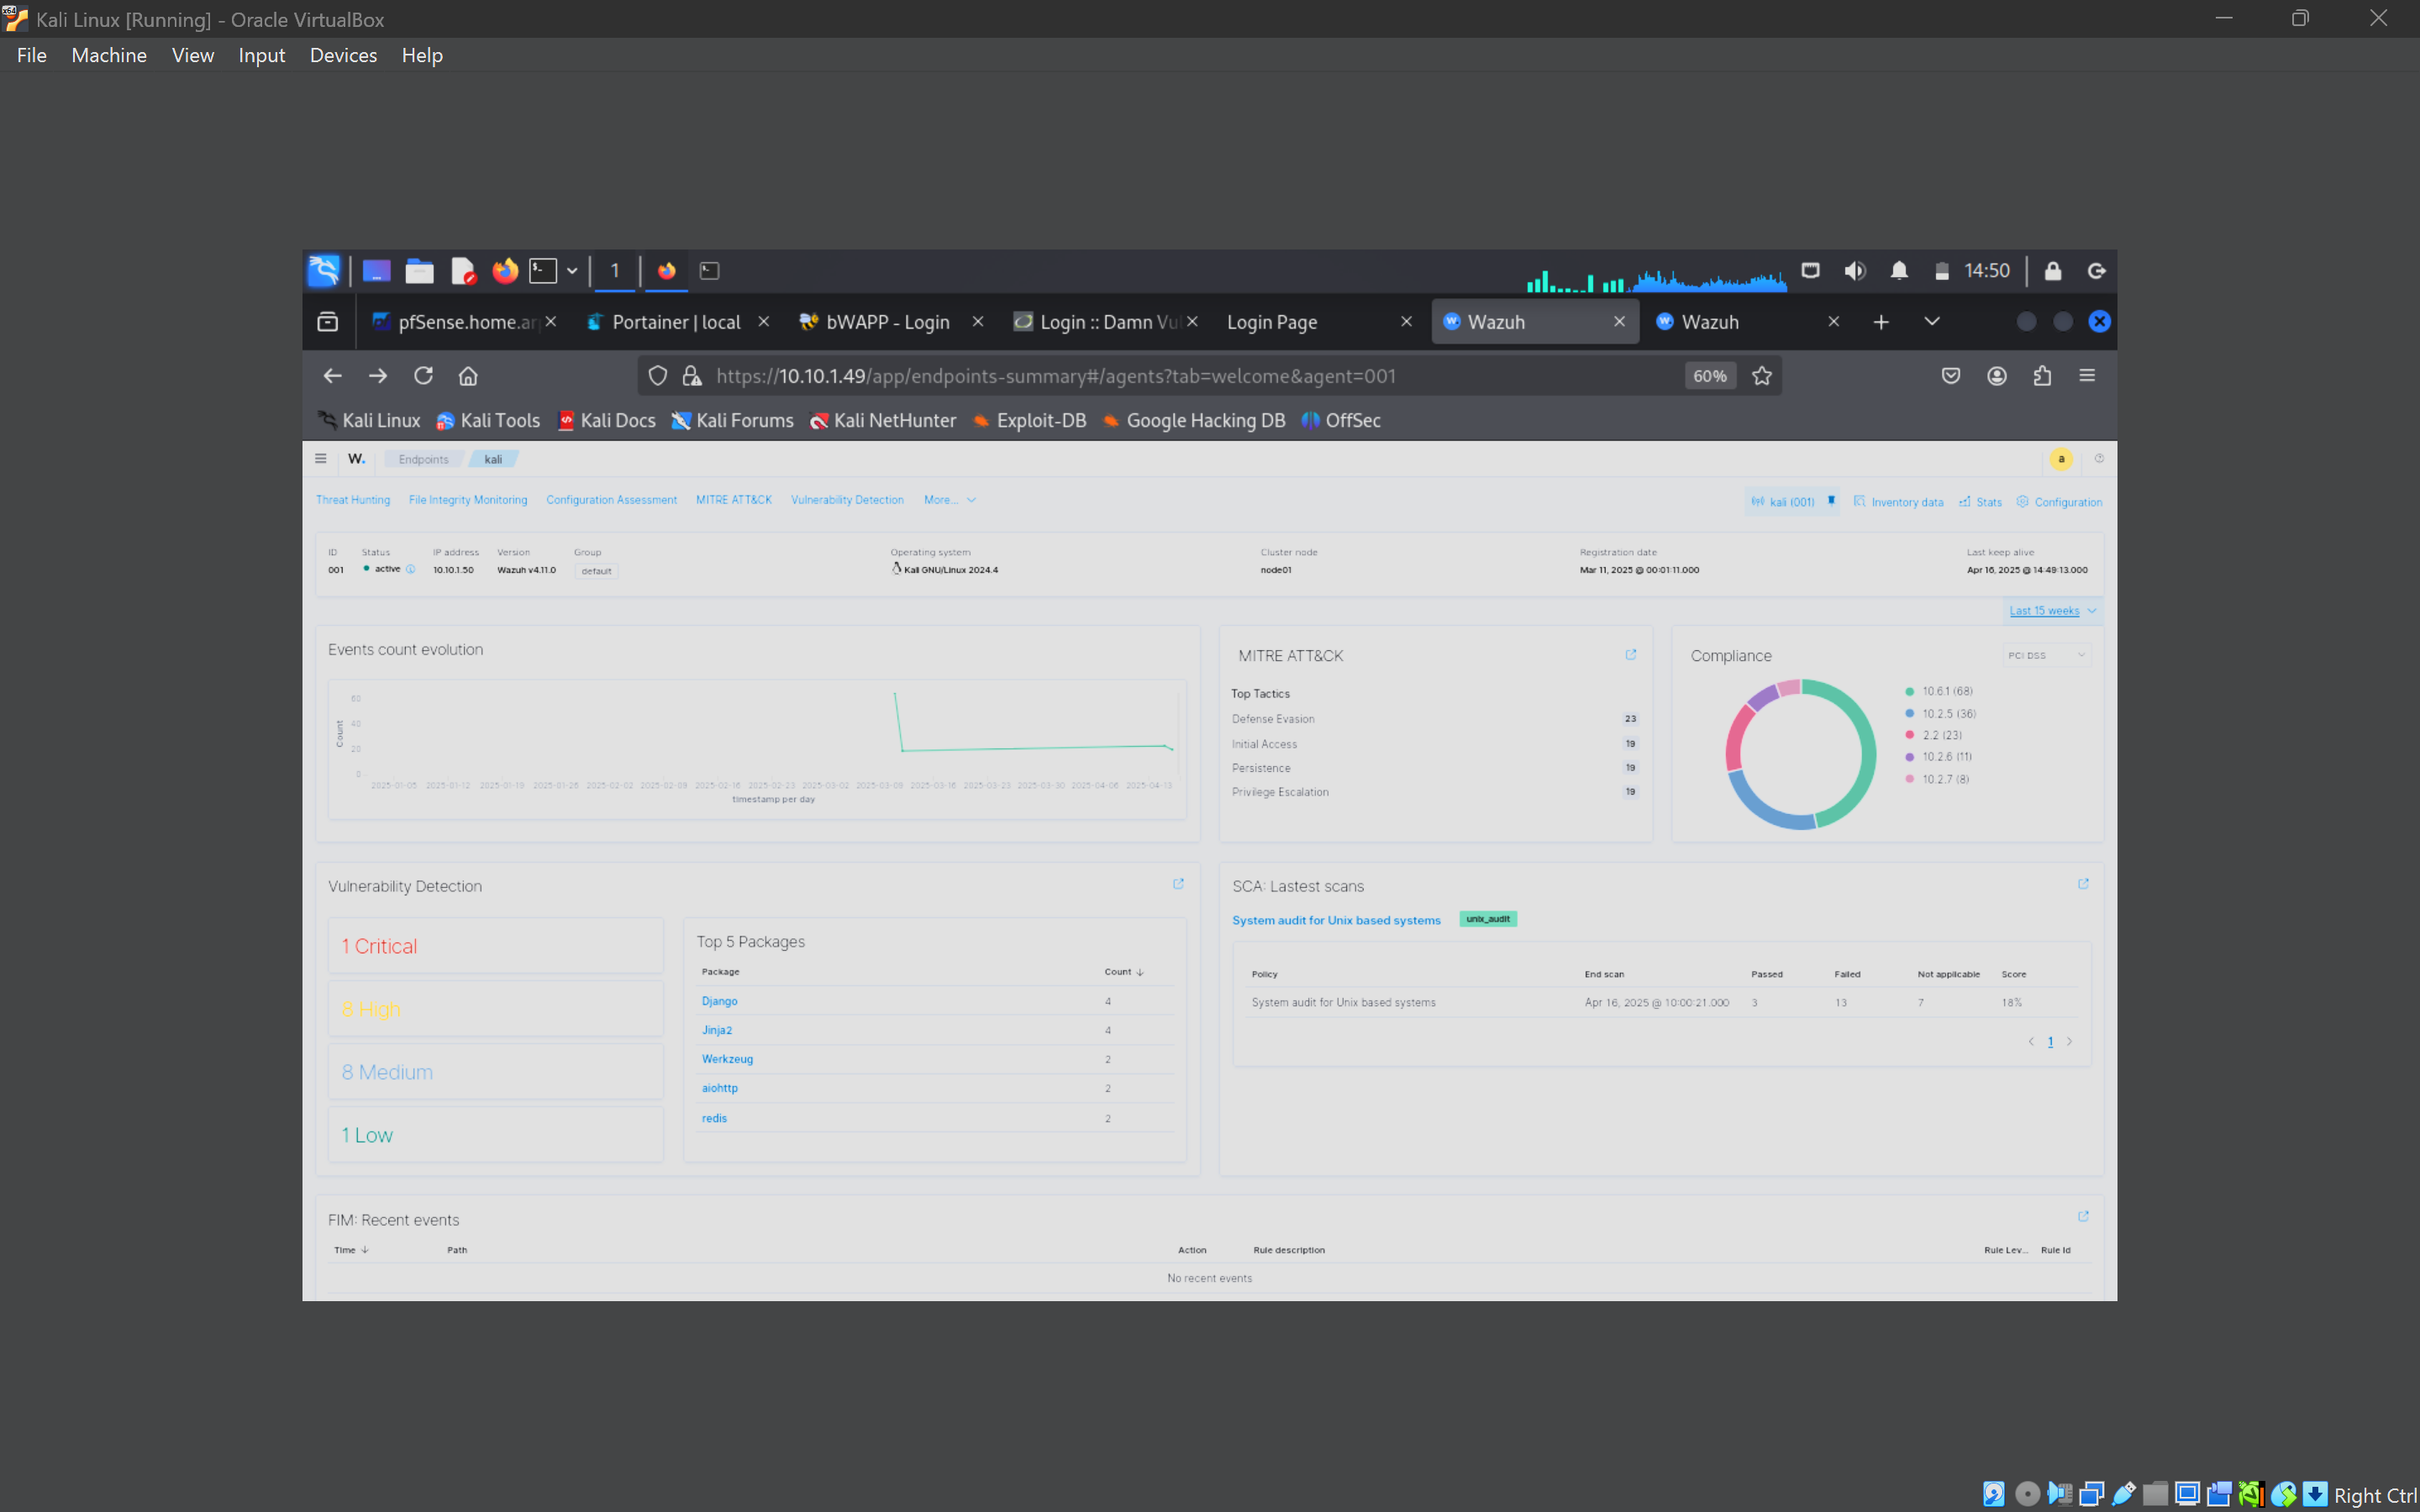 Kali Linux [Running] - Oracle VirtualBox
File Machine View Input Devices Help
1 14:50
pfSense.home.ar Portainer | local bWAPP - Login Login :: Damn Vul Login Page Wazuh Wazuh
https://10.10.1.49/app/endpoints-summary#/agents?tab=welcome&agent=001 60%
Kali Linux Kali Tools Kali Docs Kali Forums Kali NetHunter Exploit-DB Google Hacking DB OffSec
W. Endpoints kali a
Threat Hunting File Integrity Monitoring Configuration Assessment MITRE ATT&CK Vulnerability Detection More... kali (001) Inventory data Stats Configuration
ID Status IP address Version Group Operating system Cluster node Registration date Last keep alive
001 active 10.10.1.50 Wazuh v4.11.0 default Kali GNU/Linux 2024.4 node01 Mar 11, 2025 @ 00:01:11.000 Apr 16, 2025 @ 14:49:13.000
Last 15 weeks
Events count evolution
60
40
20
0
Count
2025-01-05 2025-01-12 2025-01-19 2025-01-26 2025-02-02 2025-02-09 2025-02-16 2025-02-23 2025-03-02 2025-03-09 2025-03-16 2025-03-23 2025-03-30 2025-04-06 2025-04-13
timestamp per day
MITRE ATT&CK
Top Tactics
Defense Evasion 23
Initial Access 19
Persistence 19
Privilege Escalation 19
Compliance PCI DSS
10.6.1 (68)
10.2.5 (36)
2.2 (23)
10.2.6 (11)
10.2.7 (8)
Vulnerability Detection
1 Critical
8 High
8 Medium
1 Low
Top 5 Packages
Package Count
Django 4
Jinja2 4
Werkzeug 2
aiohttp 2
redis 2
SCA: Lastest scans
System audit for Unix based systems unix_audit
Policy End scan Passed Failed Not applicable Score
System audit for Unix based systems Apr 16, 2025 @ 10:00:21.000 3 13 7 18%
1
FIM: Recent events
Time Path Action Rule description Rule Lev... Rule Id
No recent events
Right Ctrl